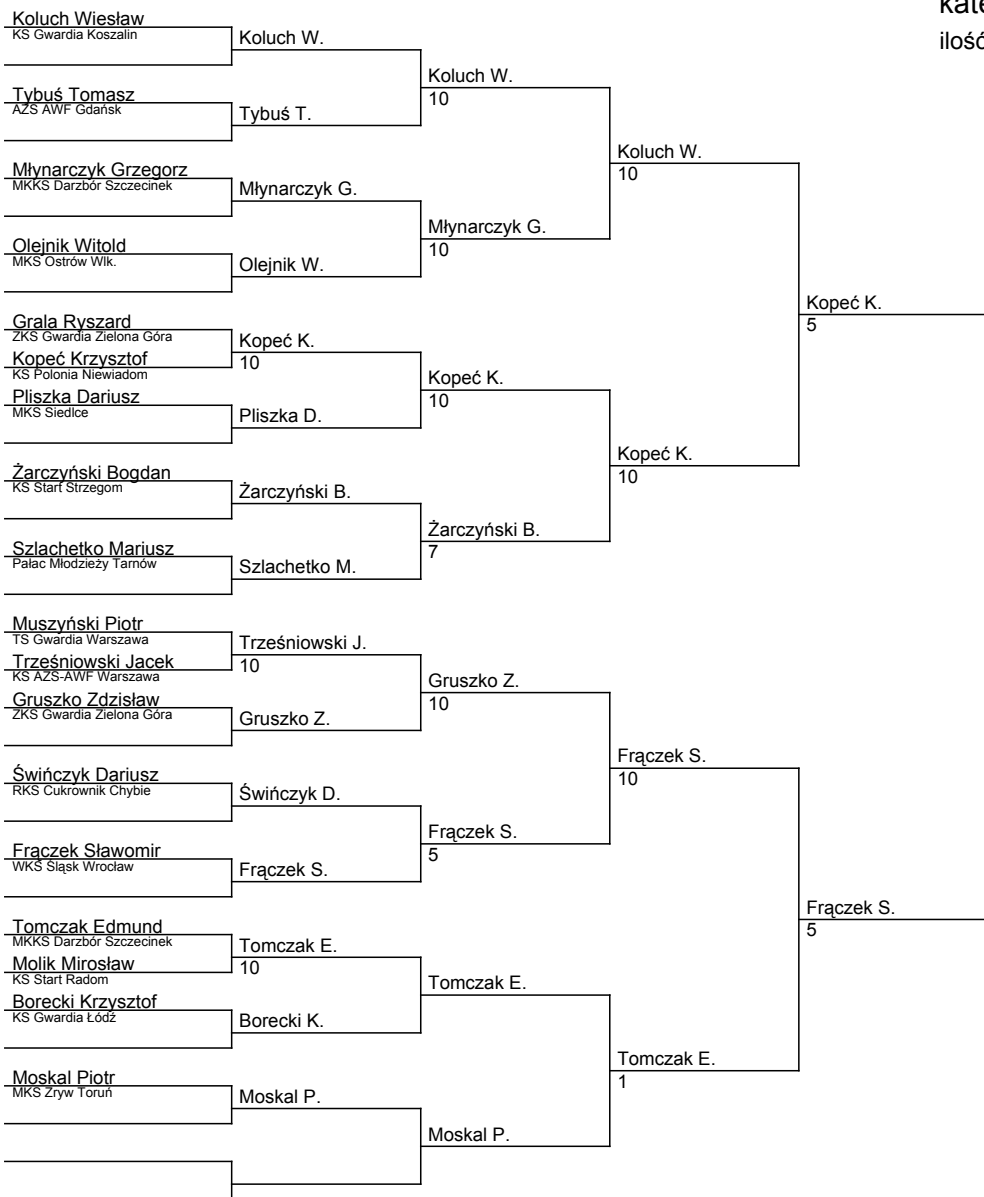 kate
ilość
Koluch Wiesław
KS Gwardia Koszalin
Tybuś Tomasz
AZS AWF Gdańsk
Młynarczyk Grzegorz
MKKS Darzbór Szczecinek
Olejnik Witold
MKS Ostrów Wlk.
Grala Ryszard
ZKS Gwardia Zielona Góra
Kopeć Krzysztof
KS Polonia Niewiadom
Pliszka Dariusz
MKS Siedlce
Żarczyński Bogdan
KS Start Strzegom
Szlachetko Mariusz
Pałac Młodzieży Tarnów
Muszyński Piotr
TS Gwardia Warszawa
Trześniowski Jacek
KS AZS-AWF Warszawa
Gruszko Zdzisław
ZKS Gwardia Zielona Góra
Świńczyk Dariusz
RKS Cukrownik Chybie
Frączek Sławomir
WKS Śląsk Wrocław
Tomczak Edmund
MKKS Darzbór Szczecinek
Molik Mirosław
KS Start Radom
Borecki Krzysztof
KS Gwardia Łódź
Moskal Piotr
MKS Zryw Toruń
Koluch W.
Tybuś T.
Młynarczyk G.
Olejnik W.
Kopeć K.
10
Pliszka D.
Żarczyński B.
Szlachetko M.
Trześniowski J.
10
Gruszko Z.
Świńczyk D.
Frączek S.
Tomczak E.
10
Borecki K.
Moskal P.
Koluch W.
10
Młynarczyk G.
10
Kopeć K.
10
Żarczyński B.
7
Gruszko Z.
10
Frączek S.
5
Tomczak E.
Moskal P.
Koluch W.
10
Kopeć K.
10
Frączek S.
10
Tomczak E.
1
Kopeć K.
5
Frączek S.
5